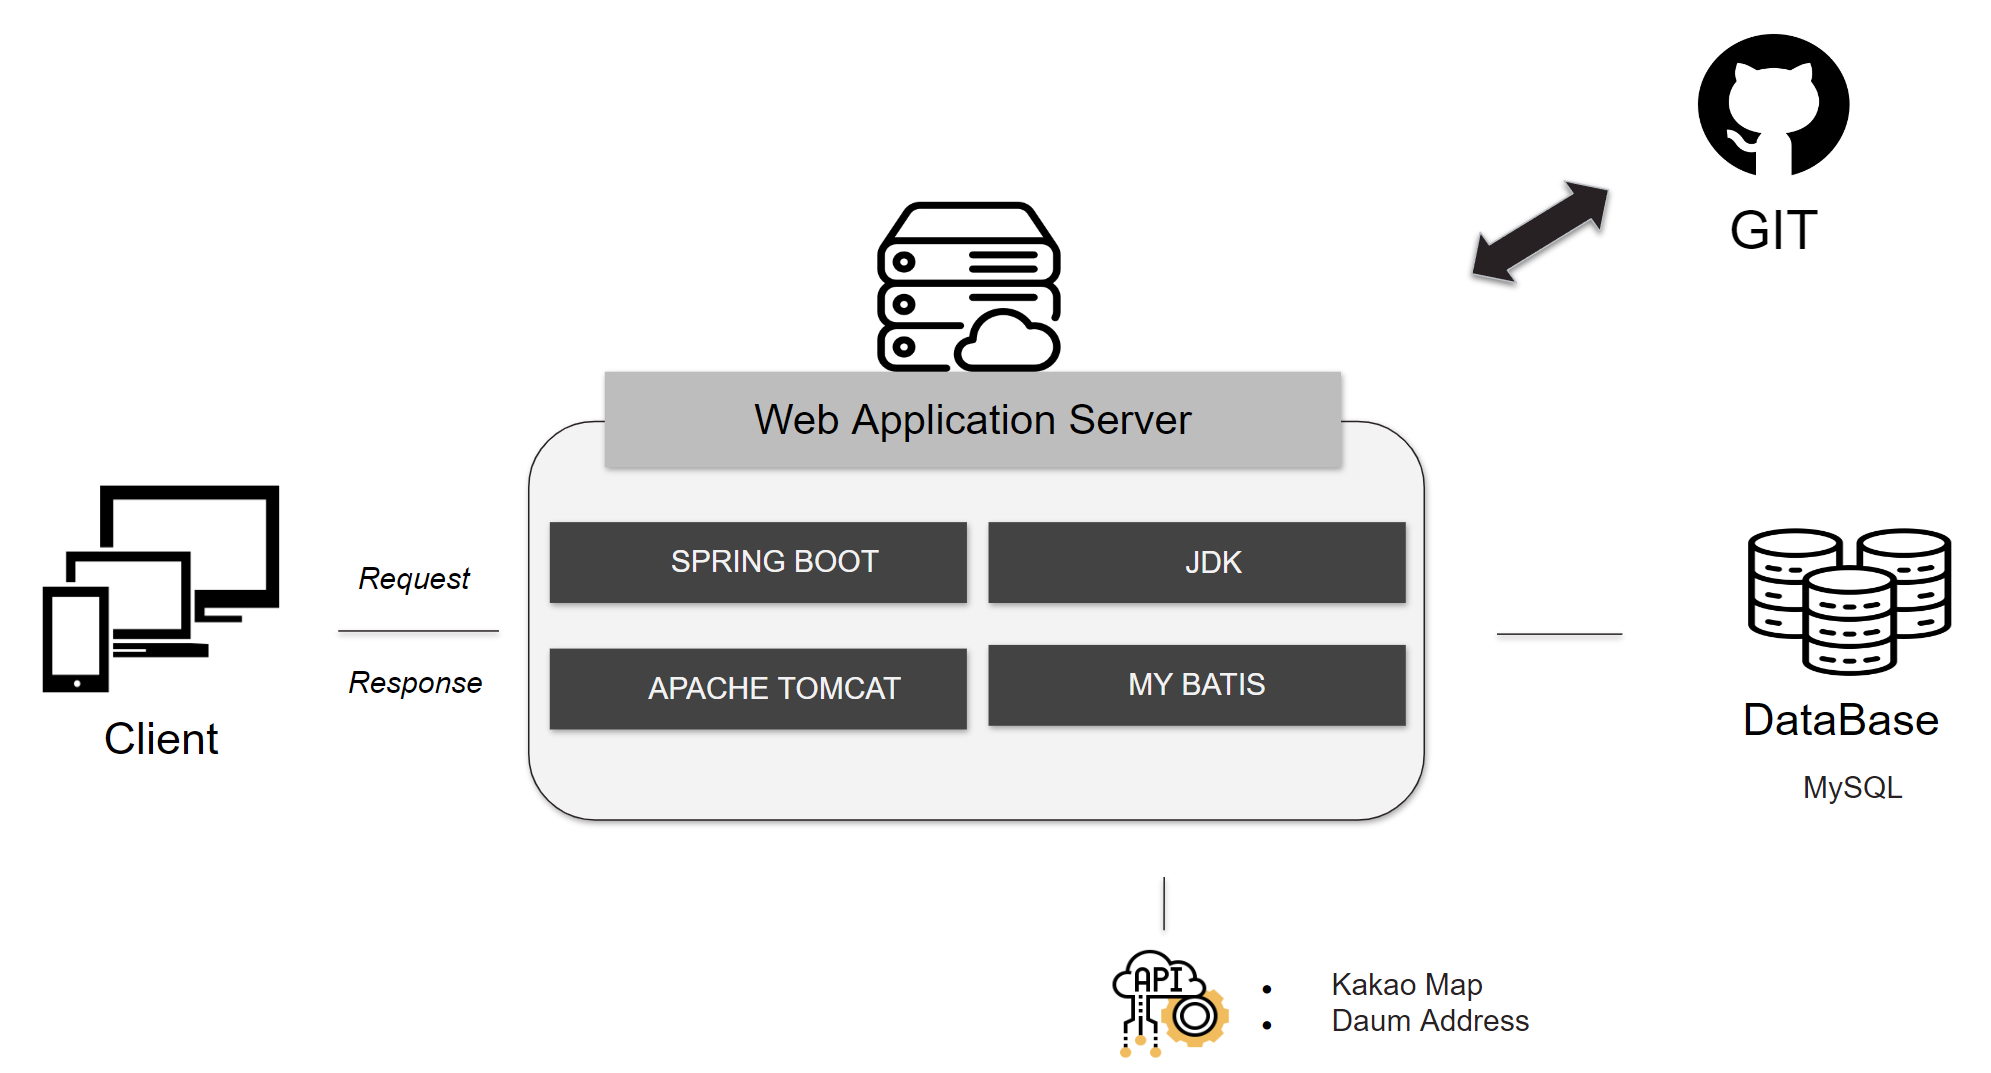 GIT
Web Application Server
SPRING BOOT
JDK
APACHE TOMCAT
MY BATIS
Request
Response
Client
DataBase
MySQL
API
• Kakao Map
• Daum Address